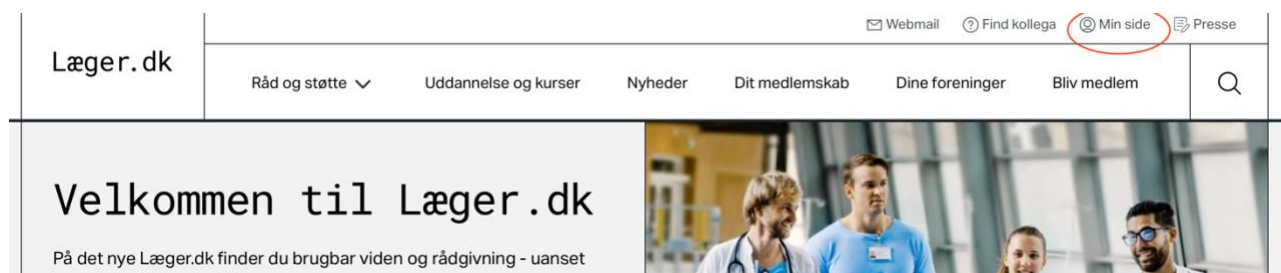 Webmail Find kollega Min side Presse
Læger.dk
Råd og støtte Uddannelse og kurser Nyheder Dit medlemskab Dine foreninger Bliv medlem
Velkommen til Læger.dk
På det nye Læger.dk finder du brugbar viden og rådgivning - uanset